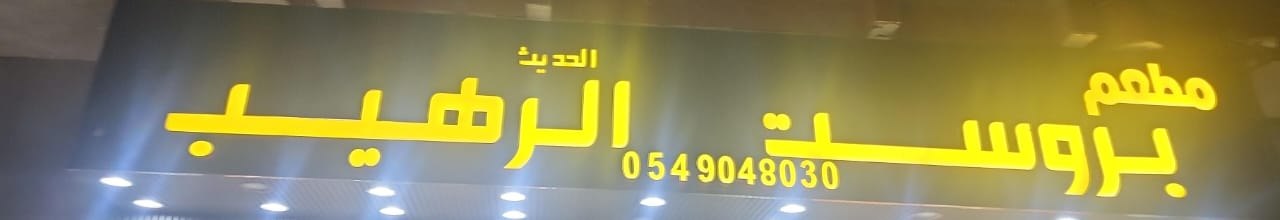 مطعم
بروست الرهيب
الحديث
0549048030